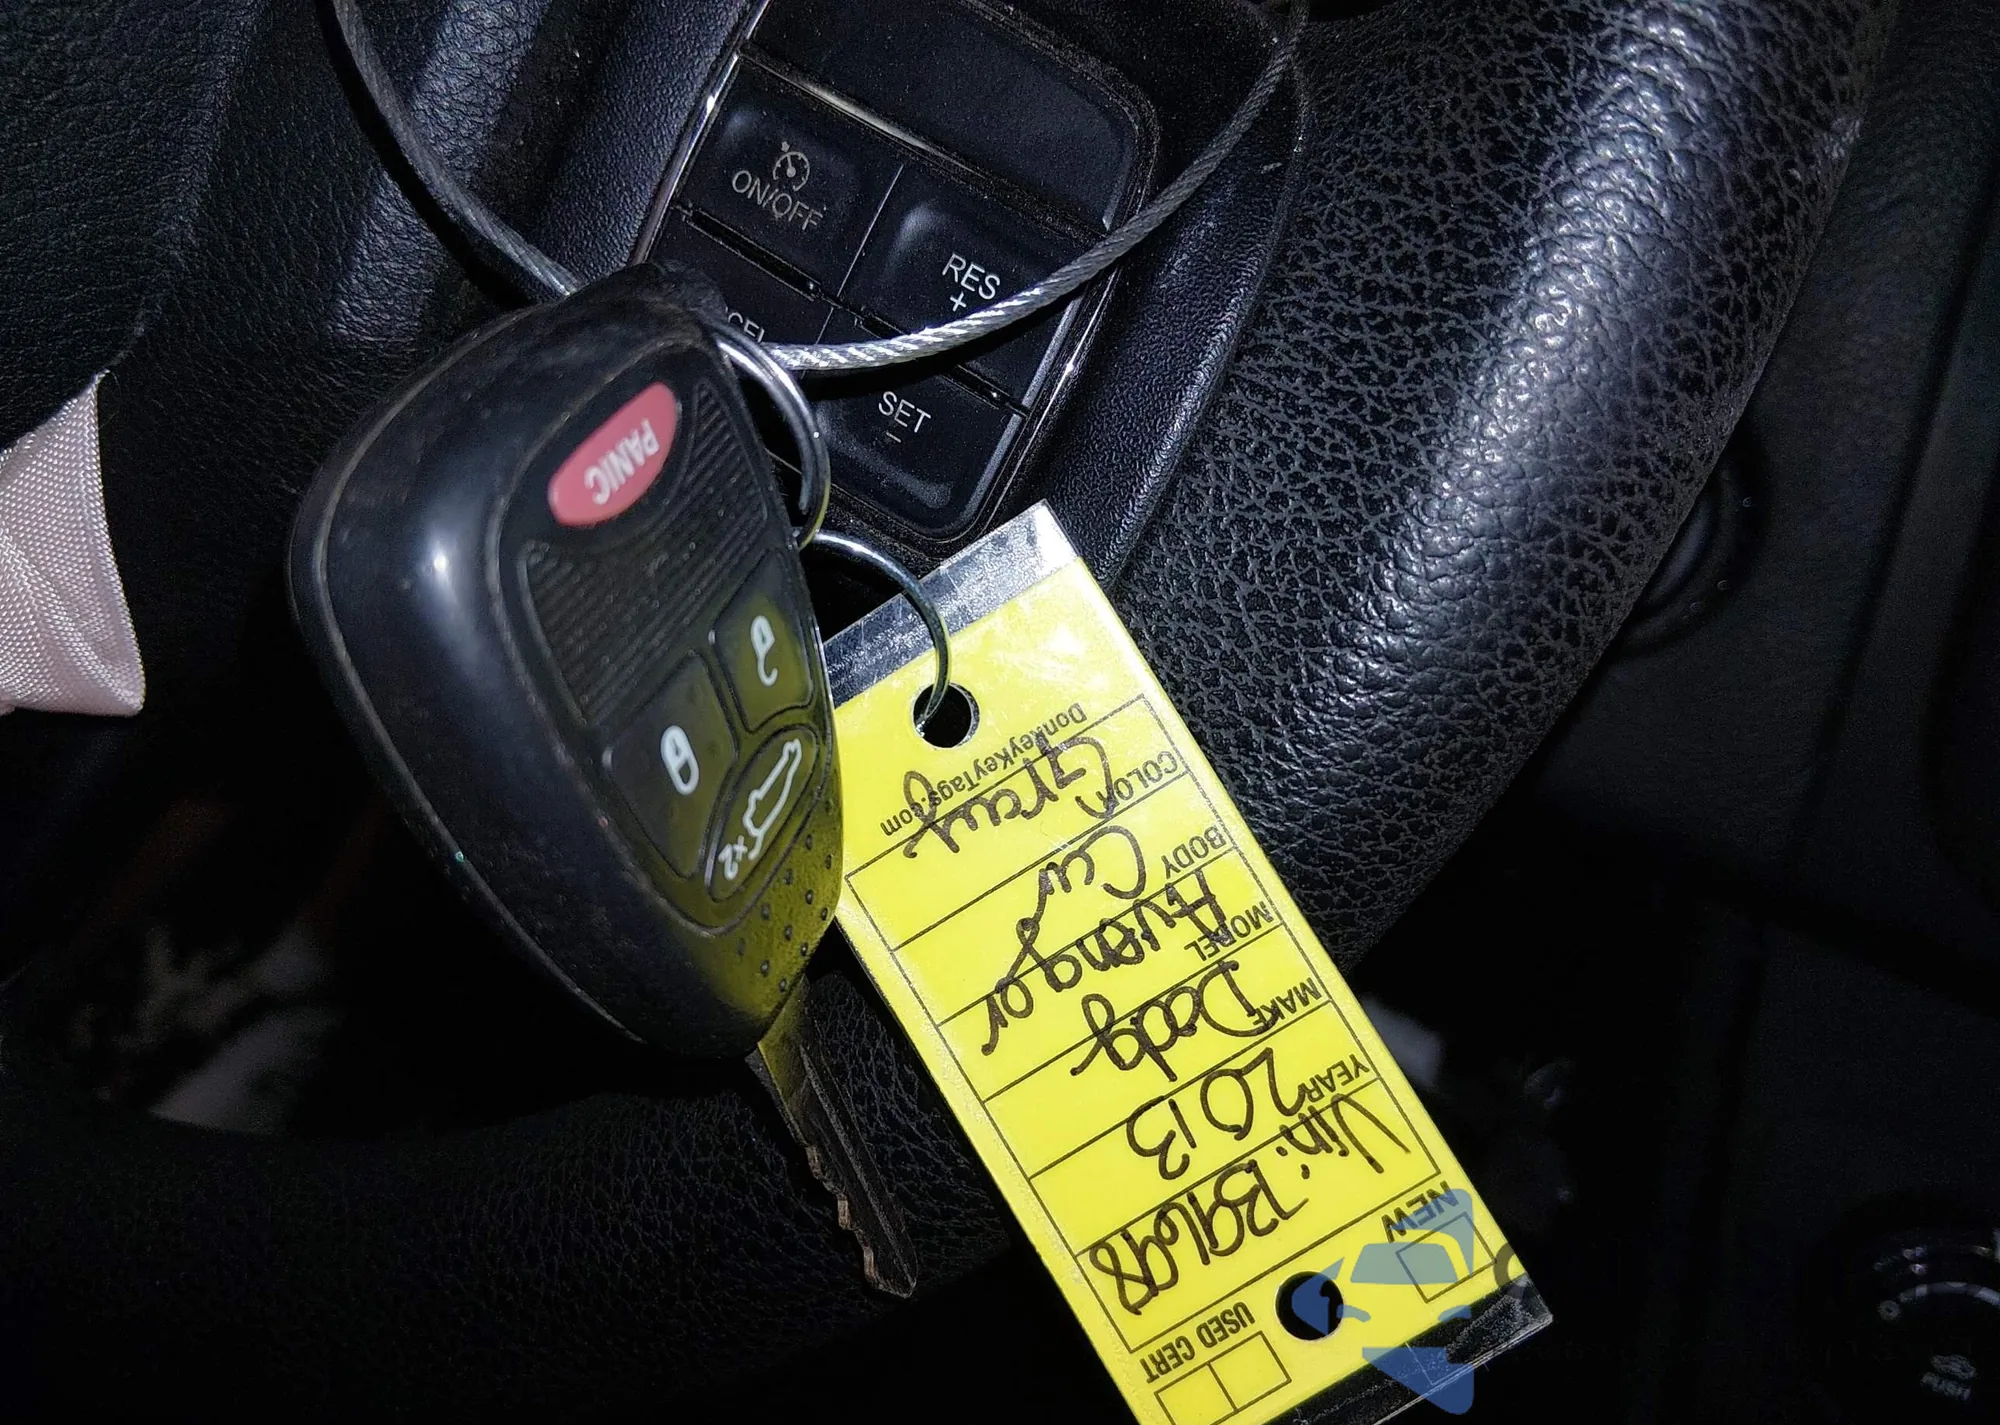 ON/OFF
RES
+
SET
–
PANIC
x2
NEW
USED CERT
Vin:
YEAR 2013
MAKE Dodg
MODEL Avenger
BODY Car
COLOR Gray
DonkeyKeyTags.com